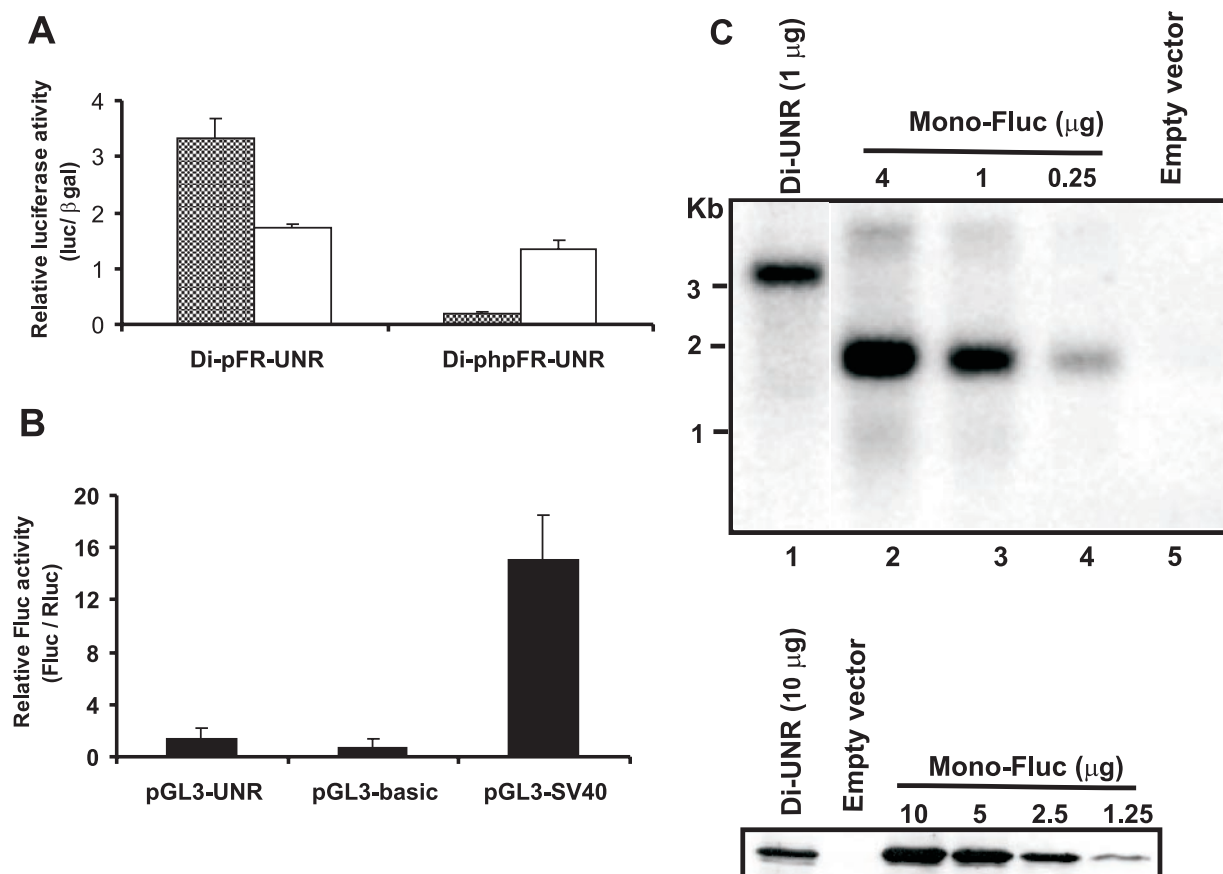 A
Relative luciferase ativity
(luc/ βgal)
4
3
2
1
0
Di-pFR-UNR
Di-phpFR-UNR
B
Relative Fluc activity
(Fluc / Rluc)
20
16
12
8
4
0
pGL3-UNR
pGL3-basic
pGL3-SV40
C
Di-UNR (1 μg)
Mono-Fluc (μg)
4
1
0.25
Empty vector
Kb
3
2
1
1
2
3
4
5
Di-UNR (10 μg)
Empty vector
Mono-Fluc (μg)
10
5
2.5
1.25